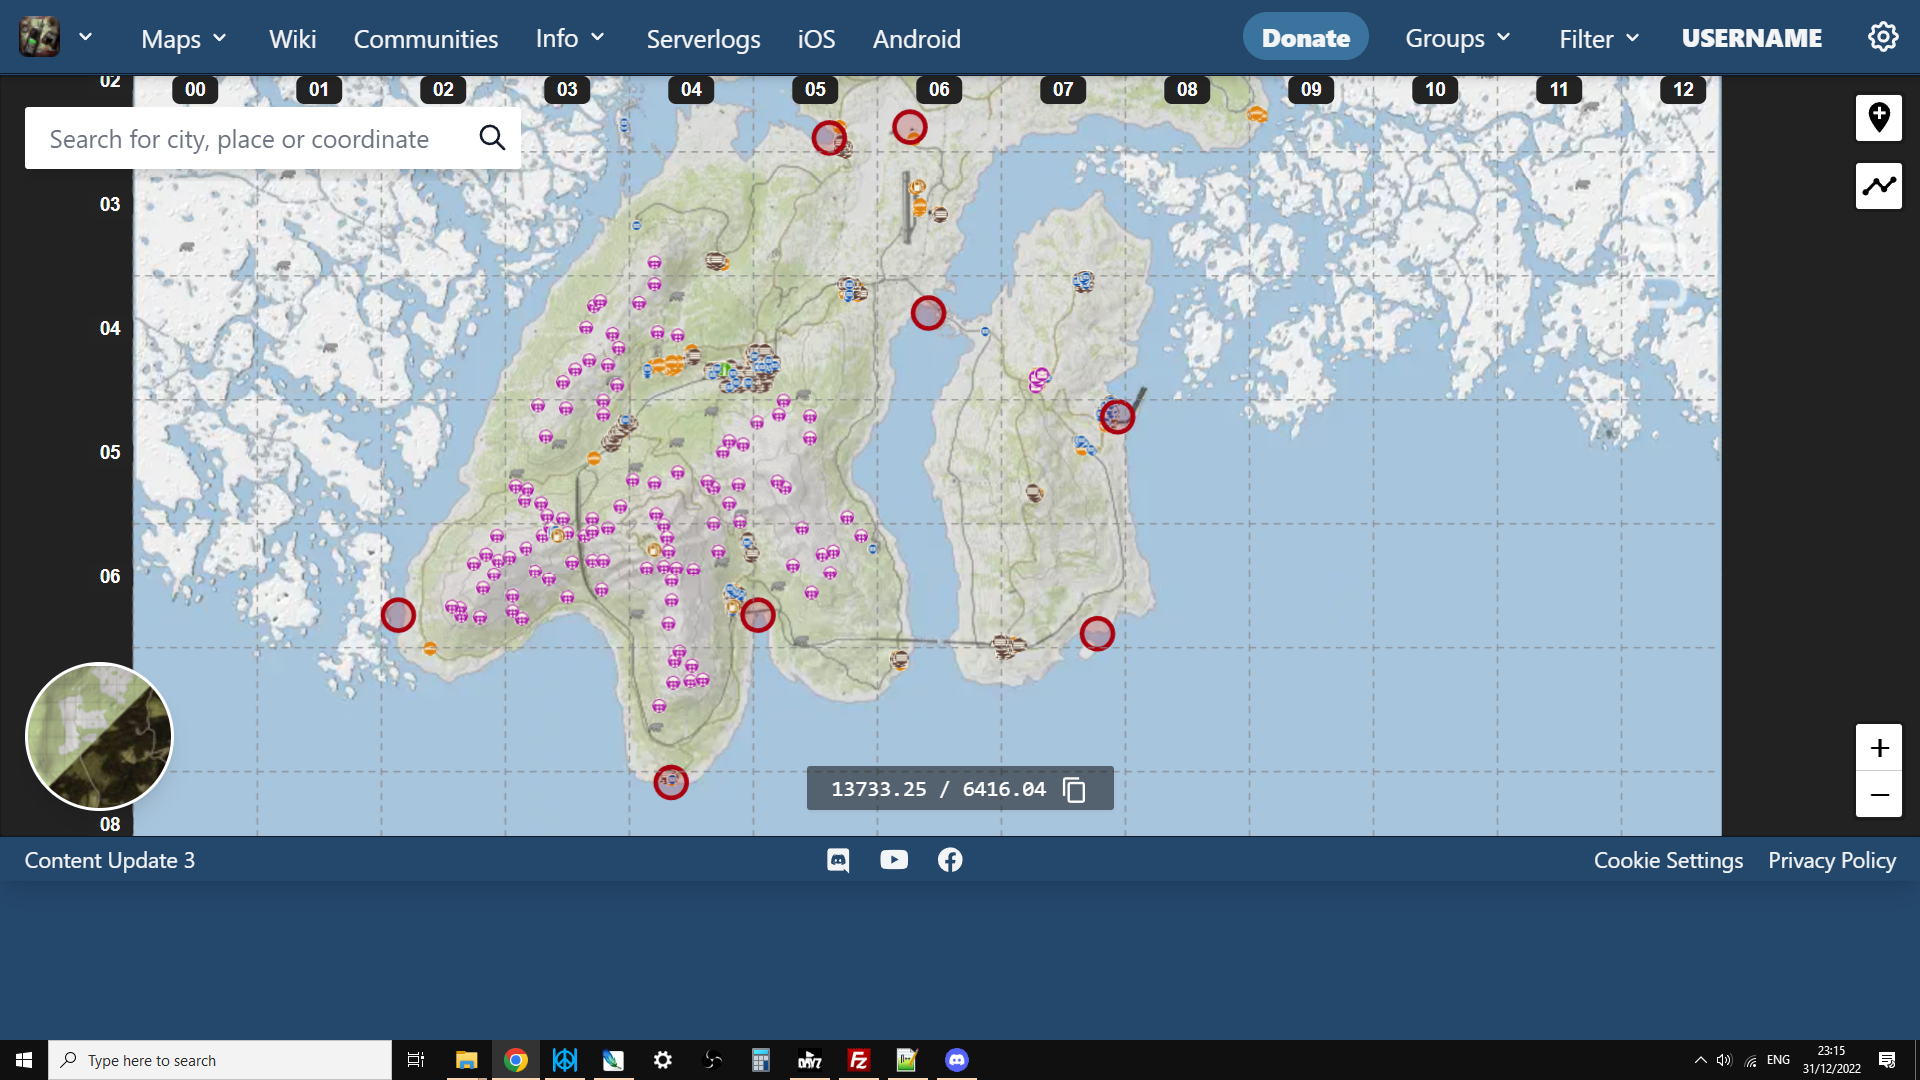 Maps
Wiki
Communities
Info
Serverlogs
iOS
Android
Donate
Groups
Filter
USERNAME
02
00
01
02
03
04
05
06
07
08
09
10
11
12
Search for city, place or coordinate
03
04
05
06
08
13733.25 / 6416.04
+
−
Content Update 3
Cookie Settings
Privacy Policy
Type here to search
DAYZ
FZ
ENG
23:15
31/12/2022